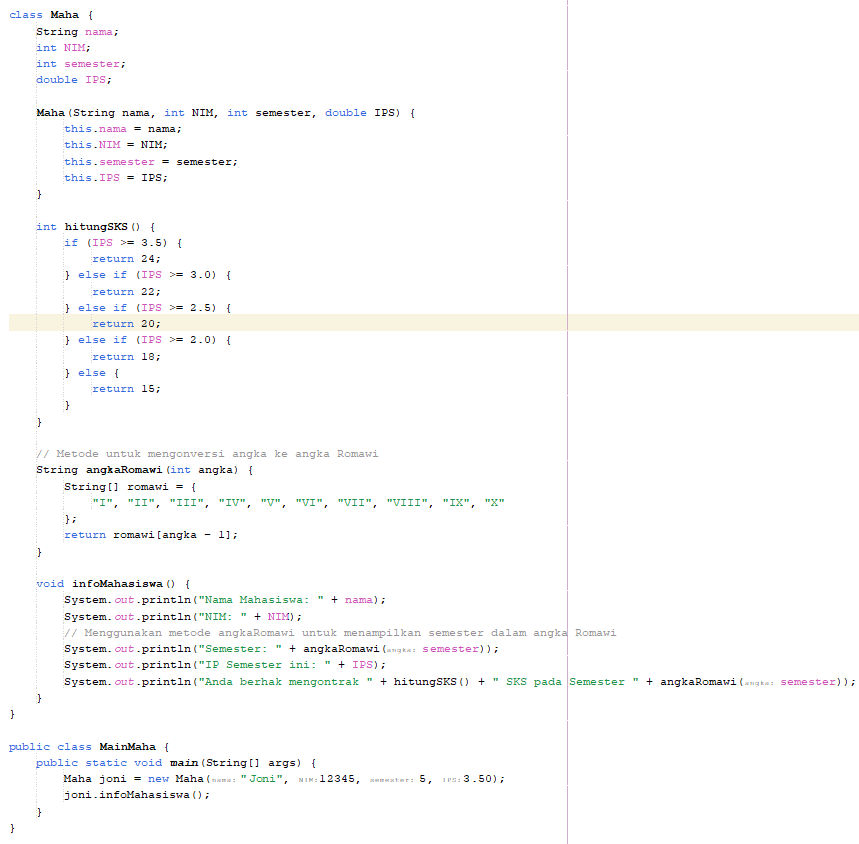 class Maha {
    String nama;
    int NIM;
    int semester;
    double IPS;

    Maha(String nama, int NIM, int semester, double IPS) {
        this.nama = nama;
        this.NIM = NIM;
        this.semester = semester;
        this.IPS = IPS;
    }

    int hitungSKS() {
        if (IPS >= 3.5) {
            return 24;
        } else if (IPS >= 3.0) {
            return 22;
        } else if (IPS >= 2.5) {
            return 20;
        } else if (IPS >= 2.0) {
            return 18;
        } else {
            return 15;
        }
    }

    // Metode untuk mengonversi angka ke angka Romawi
    String angkaRomawi(int angka) {
        String[] romawi = {
            "I", "II", "III", "IV", "V", "VI", "VII", "VIII", "IX", "X"
        };
        return romawi[angka - 1];
    }

    void infoMahasiswa() {
        System.out.println("Nama Mahasiswa: " + nama);
        System.out.println("NIM: " + NIM);
        // Menggunakan metode angkaRomawi untuk menampilkan semester dalam angka Romawi
        System.out.println("Semester: " + angkaRomawi(angka: semester));
        System.out.println("IP Semester ini: " + IPS);
        System.out.println("Anda berhak mengontrak " + hitungSKS() + " SKS pada Semester " + angkaRomawi(angka: semester));
    }
}

public class MainMaha {
    public static void main(String[] args) {
        Maha joni = new Maha(nama: "Joni", NIM: 12345, semester: 5, IPS: 3.50);
        joni.infoMahasiswa();
    }
}